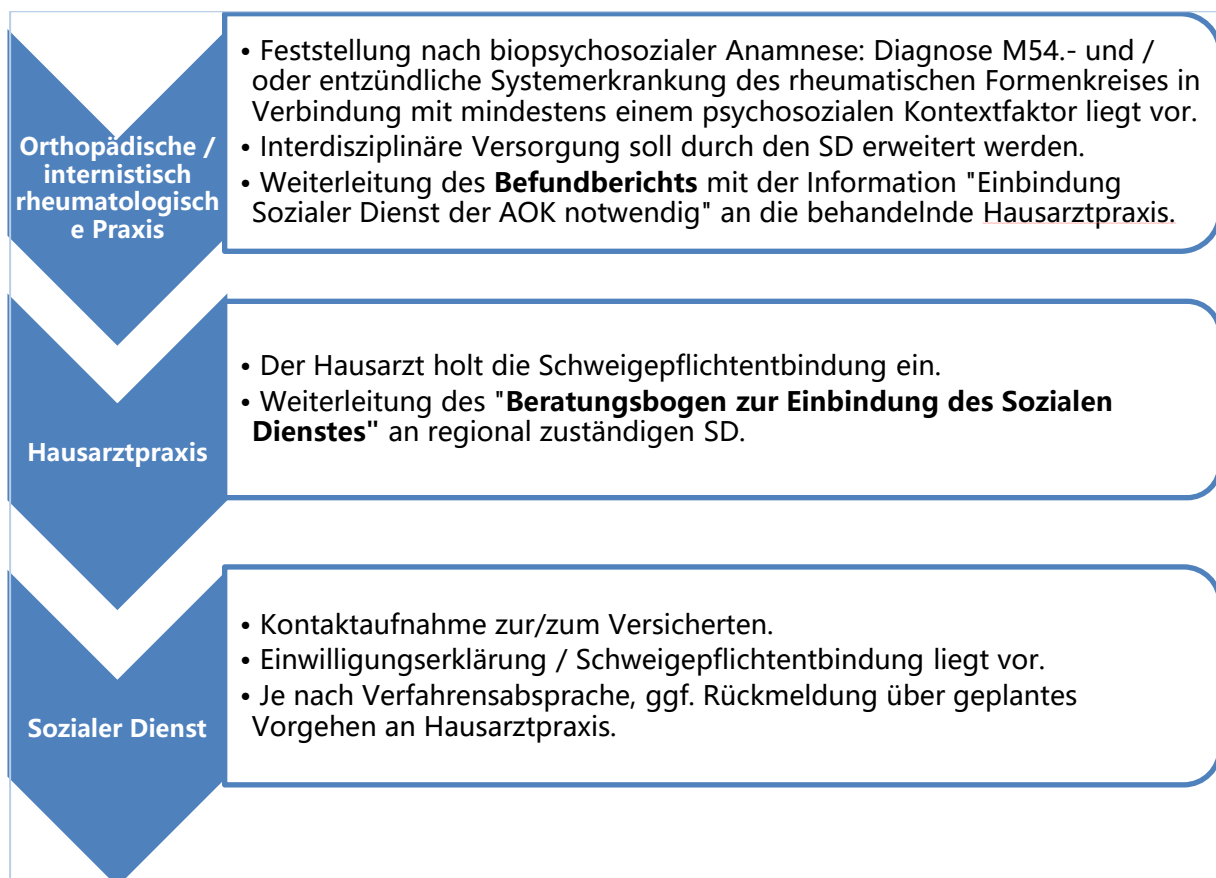 Orthopädische /
internistisch
rheumatologisch
e Praxis
• Feststellung nach biopsychosozialer Anamnese: Diagnose M54.- und /
oder entzündliche Systemerkrankung des rheumatischen Formenkreises in
Verbindung mit mindestens einem psychosozialen Kontextfaktor liegt vor.
• Interdisziplinäre Versorgung soll durch den SD erweitert werden.
• Weiterleitung des Befundberichts mit der Information "Einbindung
Sozialer Dienst der AOK notwendig" an die behandelnde Hausarztpraxis.
Hausarztpraxis
• Der Hausarzt holt die Schweigepflichtentbindung ein.
• Weiterleitung des "Beratungsbogen zur Einbindung des Sozialen
Dienstes" an regional zuständigen SD.
Sozialer Dienst
• Kontaktaufnahme zur/zum Versicherten.
• Einwilligungserklärung / Schweigepflichtentbindung liegt vor.
• Je nach Verfahrensabsprache, ggf. Rückmeldung über geplantes
Vorgehen an Hausarztpraxis.